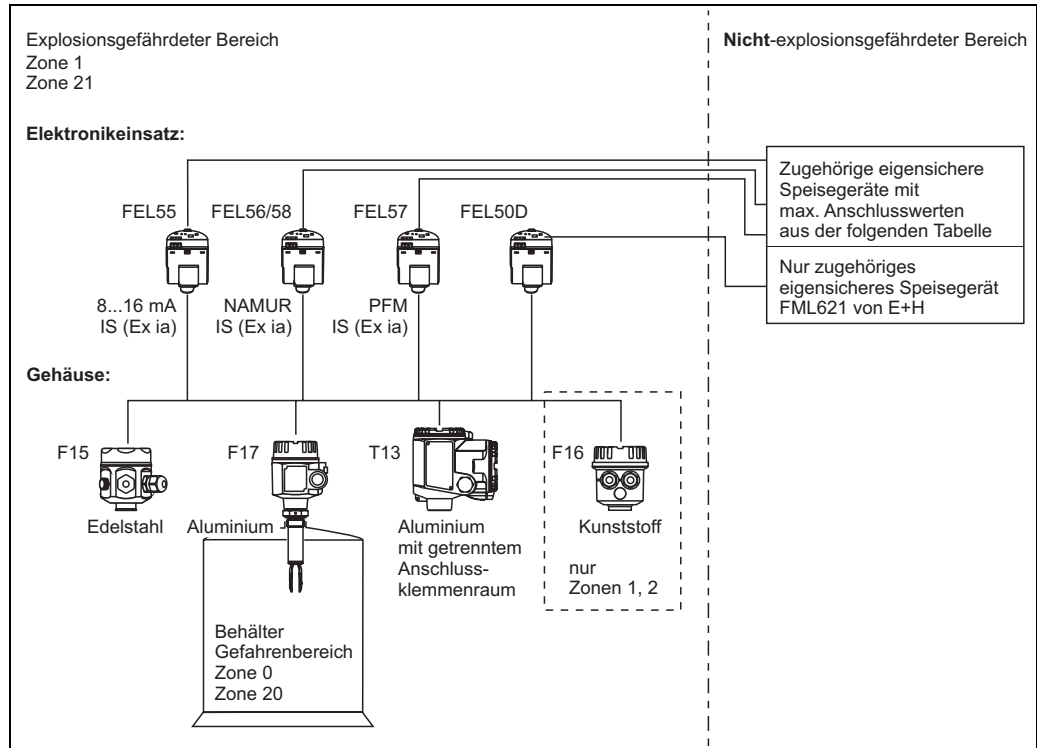 Explosionsgefährdeter Bereich
Zone 1
Zone 21
Nicht-explosionsgefährdeter Bereich
Elektronikeinsatz:
Zugehörige eigensichere
Speisegeräte mit
max. Anschlusswerten
aus der folgenden Tabelle
Nur zugehöriges
eigensicheres Speisegerät
FML621 von E+H
FEL55
FEL56/58
FEL57
FEL50D
8...16 mA
IS (Ex ia)
NAMUR
IS (Ex ia)
PFM
IS (Ex ia)
Gehäuse:
F15
Edelstahl
F17
Aluminium
T13
Aluminium
mit getrenntem
Anschluss-
klemmenraum
F16
Kunststoff
nur
Zonen 1, 2
Behälter
Gefahrenbereich
Zone 0
Zone 20